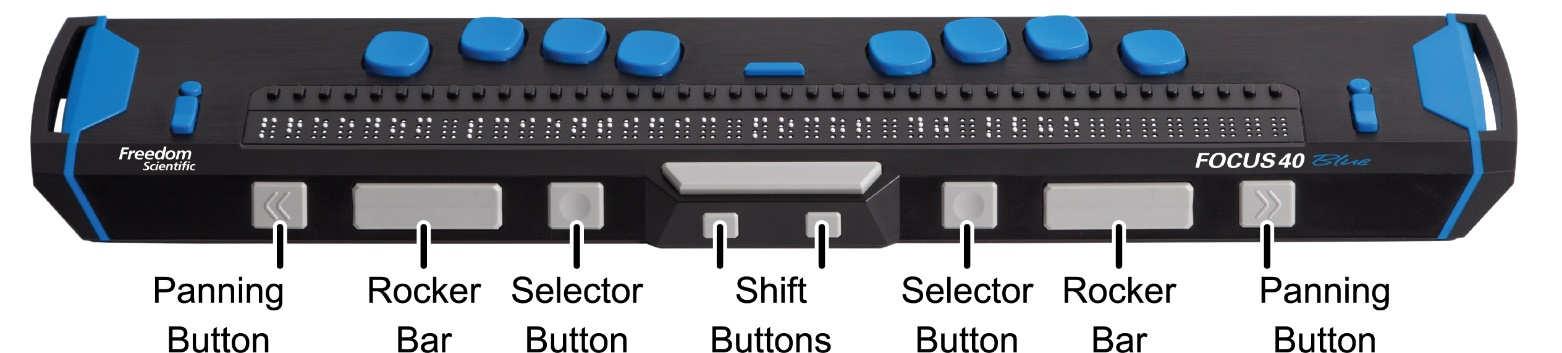 Freedom
Scientific
FOCUS 40 Blue
Panning Button
Rocker Bar
Selector Button
Shift Buttons
Selector Button
Rocker Bar
Panning Button